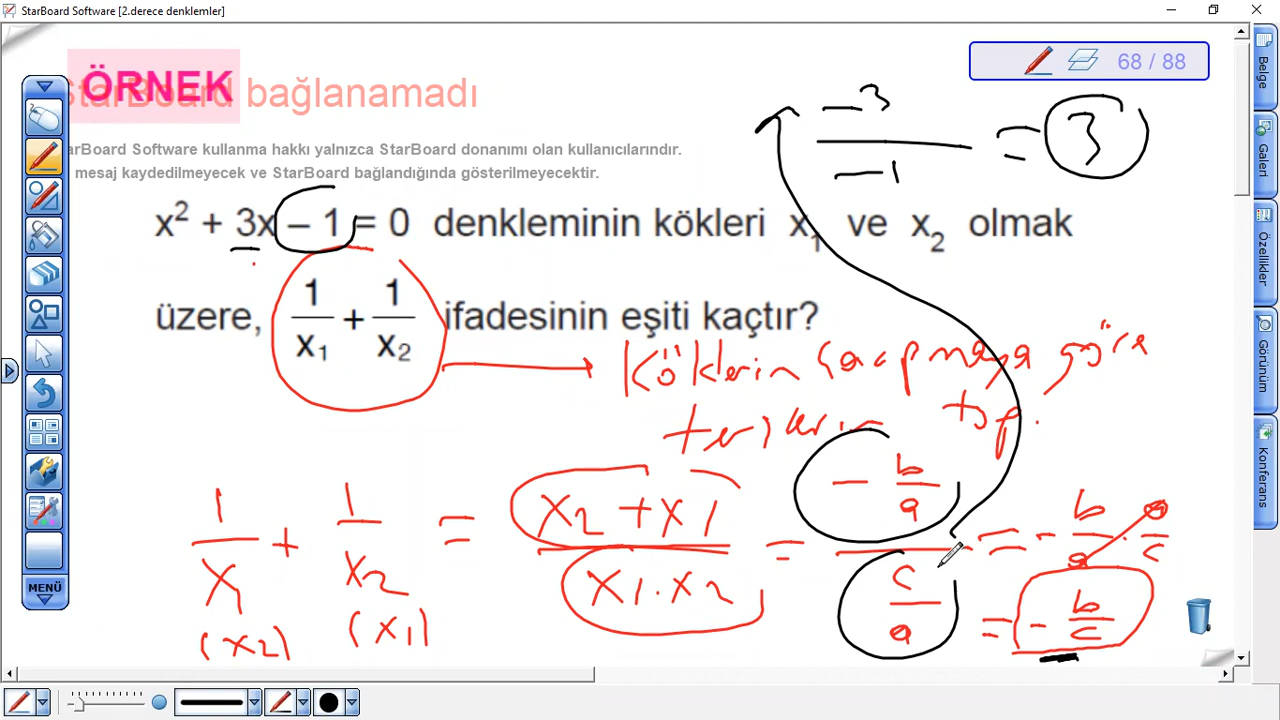 StarBoard Software [2.derece denklemler]
ÖRNEK
StarBoard bağlanamadı
68 / 88
StarBoard Software kullanma hakkı yalnızca StarBoard donanımı olan kullanıcılarındır.
mesaj kaydedilmeyecek ve StarBoard bağlandığında gösterilmeyecektir.
-3 / -1 = 3
x² + 3x – 1 = 0 denkleminin kökleri x₁ ve x₂ olmak
üzere, 1/x₁ + 1/x₂ ifadesinin eşiti kaçtır?
Köklerin çarpmaya göre
terslerin top.
1/x₁ + 1/x₂ = (x₂ + x₁)/(x₁ . x₂) = (-b/a)/(c/a) = -b/a . a/c
(x₂) (x₁) = -b/c
MENÜ
Belge
Galeri
Özellikler
Görünüm
Konferans